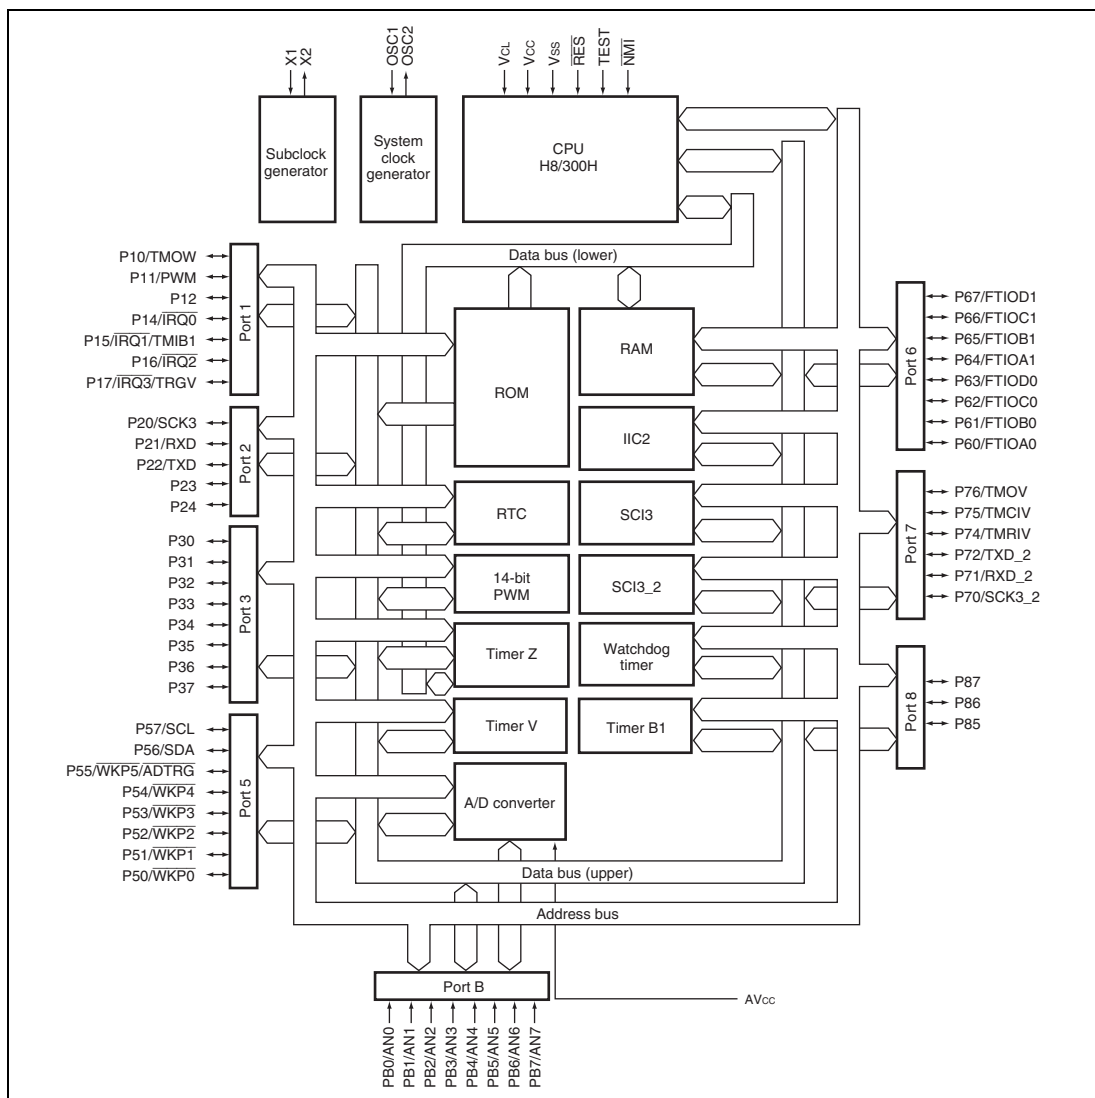 X1
X2
OSC1
OSC2
VCL
VCC
VSS
RES
TEST
NMI
Subclock
generator
System
clock
generator
CPU
H8/300H
Data bus (lower)
P10/TMOW
P11/PWM
P12
P14/IRQ0
P15/IRQ1/TMIB1
P16/IRQ2
P17/IRQ3/TRGV
Port 1
P20/SCK3
P21/RXD
P22/TXD
P23
P24
Port 2
P30
P31
P32
P33
P34
P35
P36
P37
Port 3
P57/SCL
P56/SDA
P55/WKP5/ADTRG
P54/WKP4
P53/WKP3
P52/WKP2
P51/WKP1
P50/WKP0
Port 5
ROM
RAM
IIC2
RTC
SCI3
14-bit
PWM
SCI3_2
Timer Z
Watchdog
timer
Timer V
Timer B1
A/D converter
Port 6
P67/FTIOD1
P66/FTIOC1
P65/FTIOB1
P64/FTIOA1
P63/FTIOD0
P62/FTIOC0
P61/FTIOB0
P60/FTIOA0
Port 7
P76/TMOV
P75/TMCIV
P74/TMRIV
P72/TXD_2
P71/RXD_2
P70/SCK3_2
Port 8
P87
P86
P85
Data bus (upper)
Address bus
Port B
AVCC
PB0/AN0
PB1/AN1
PB2/AN2
PB3/AN3
PB4/AN4
PB5/AN5
PB6/AN6
PB7/AN7